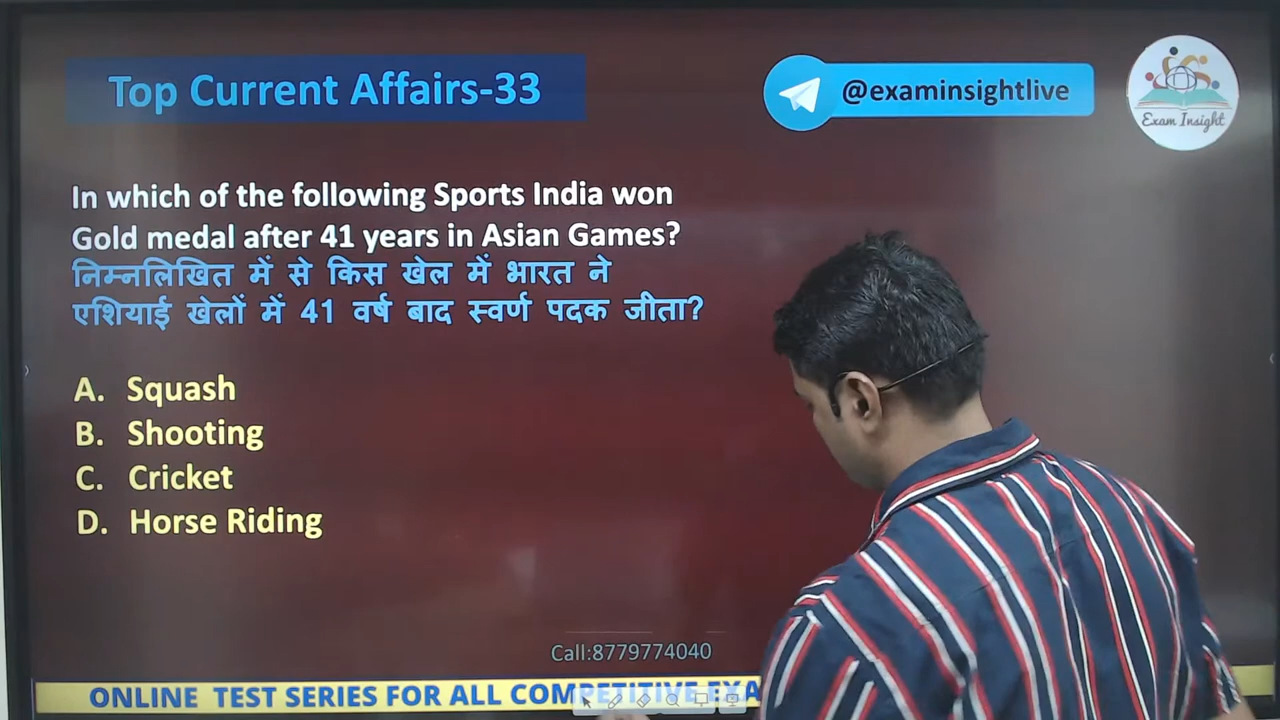 Top Current Affairs-33
@examinsightlive
Exam Insight
In which of the following Sports India won
Gold medal after 41 years in Asian Games?
निम्नलिखित में से किस खेल में भारत ने
एशियाई खेलों में 41 वर्ष बाद स्वर्ण पदक जीता?
A. Squash
B. Shooting
C. Cricket
D. Horse Riding
Call:8779774040
ONLINE TEST SERIES FOR ALL COMPETITIVE EXA